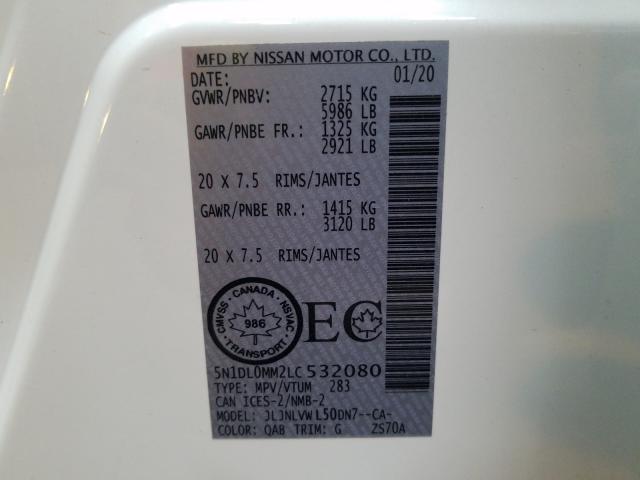 MFD BY NISSAN MOTOR CO., LTD.
DATE: 01/20
GVWR/PNBV: 2715 KG
5986 LB
GAWR/PNBE FR.: 1325 KG
2921 LB
20 X 7.5 RIMS/JANTES
GAWR/PNBE RR.: 1415 KG
3120 LB
20 X 7.5 RIMS/JANTES
CMVSS · CANADA · NSVAC · TRANSPORT ·
986
EC
5N1DL0MM2LC532080
TYPE: MPV/VTUM 283
CAN ICES-2/NMB-2
MODEL: JLJNLVWL50DN7--CA-
COLOR: QAB TRIM: G ZS70A